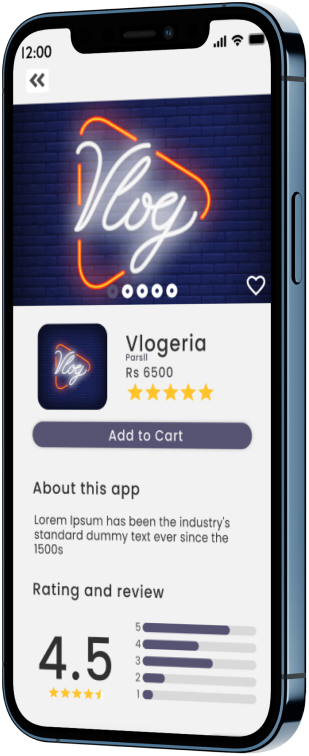 12:00
Vlog
Vlog
Vlogeria
Parsll
Rs 6500
Add to Cart
About this app
Lorem Ipsum has been the industry's
standard dummy text ever since the
1500s
Rating and review
4.5
5
4
3
2
1